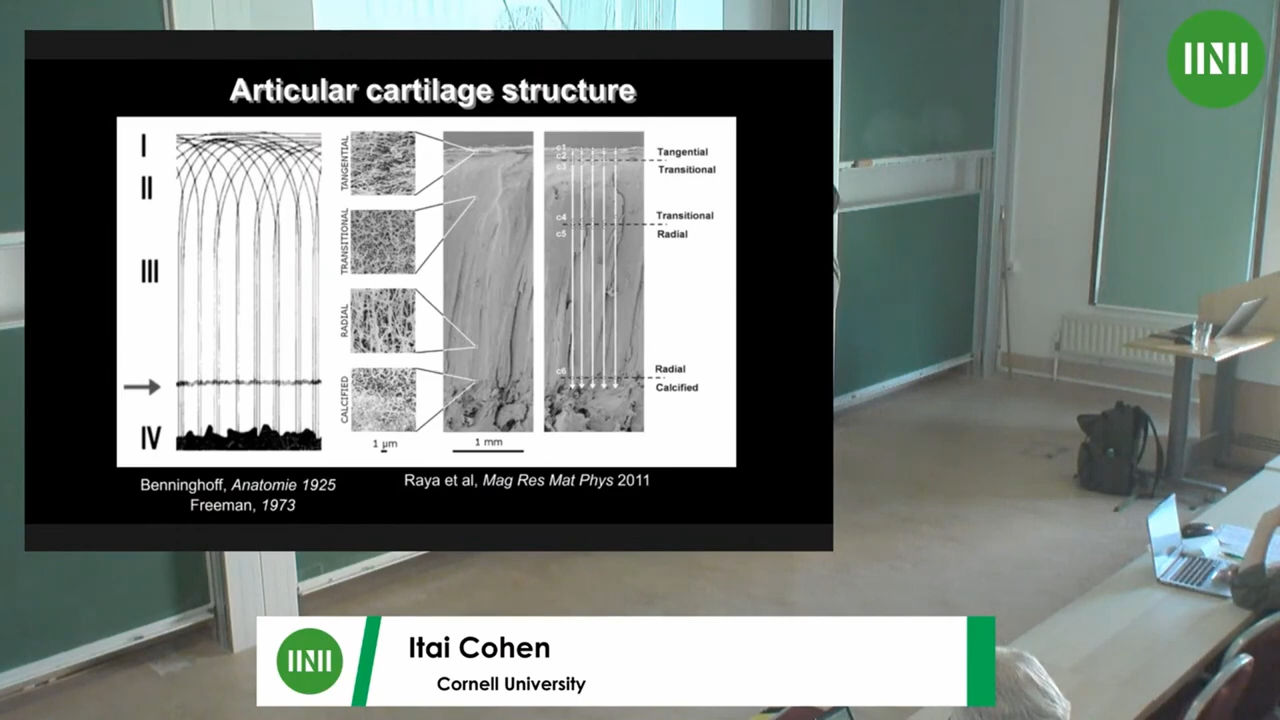 Articular cartilage structure
I
II
III
IV
TANGENTIAL
TRANSITIONAL
RADIAL
CALCIFIED
1 µm
1 mm
c1
c2
c3
c4
c5
c6
Tangential
Transitional
Transitional
Radial
Radial
Calcified
Benninghoff, Anatomie 1925
Freeman, 1973
Raya et al, Mag Res Mat Phys 2011
Itai Cohen
Cornell University